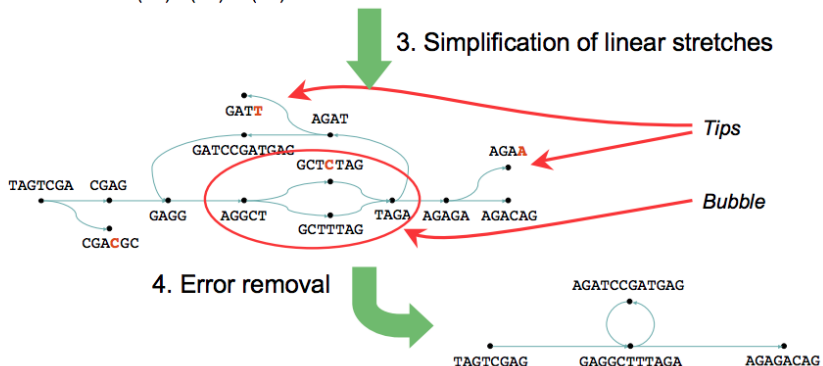 3. Simplification of linear stretches
GATT
AGAT
Tips
GATCCGATGAG
AGAA
GCTCTAG
TAGTCGA
CGAG
GAGG
AGGCT
TAGA
AGAGA
AGACAG
Bubble
CGACGC
GCTTTAG
4. Error removal
AGATCCGATGAG
TAGTCGAG
GAGGCTTTAGA
AGAGACAG